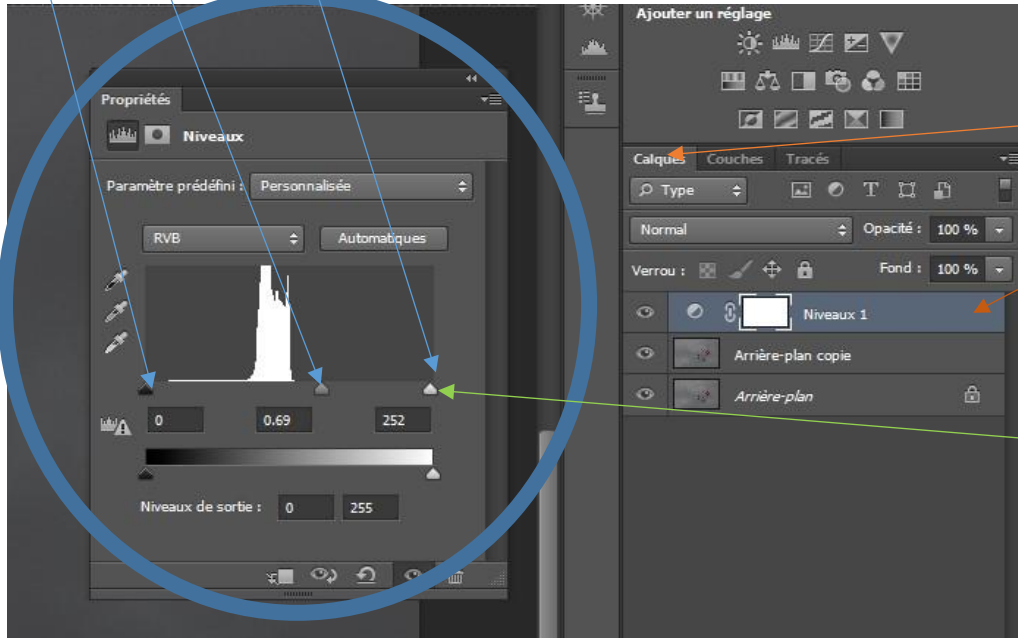 Propriétés
Niveaux
Paramètre prédéfini : Personnalisée
RVB Automatiques
0 0.69 252
Niveaux de sortie : 0 255
Ajouter un réglage
Calques Couches Tracés
Type T
Normal Opacité : 100 %
Verrou : Fond : 100 %
Niveaux 1
Arrière-plan copie
Arrière-plan